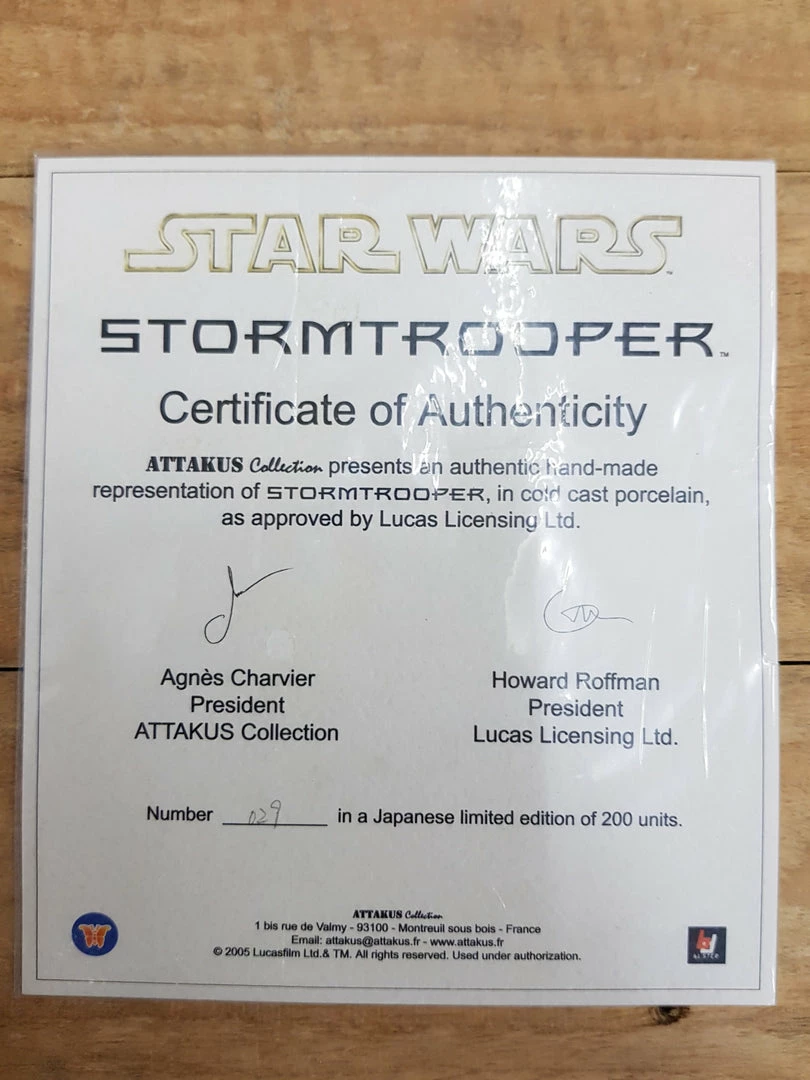 STAR WARS™
STORMTROOPER™
Certificate of Authenticity
ATTAKUS Collection presents an authentic hand-made
representation of STORMTROOPER, in cold cast porcelain,
as approved by Lucas Licensing Ltd.
Agnès Charvier
President
ATTAKUS Collection
Howard Roffman
President
Lucas Licensing Ltd.
Number 029 in a Japanese limited edition of 200 units.
ATTAKUS Collection
1 bis rue de Valmy - 93100 - Montreuil sous bois - France
Email: attakus@attakus.fr - www.attakus.fr
© 2005 Lucasfilm Ltd.& TM. All rights reserved. Used under authorization.